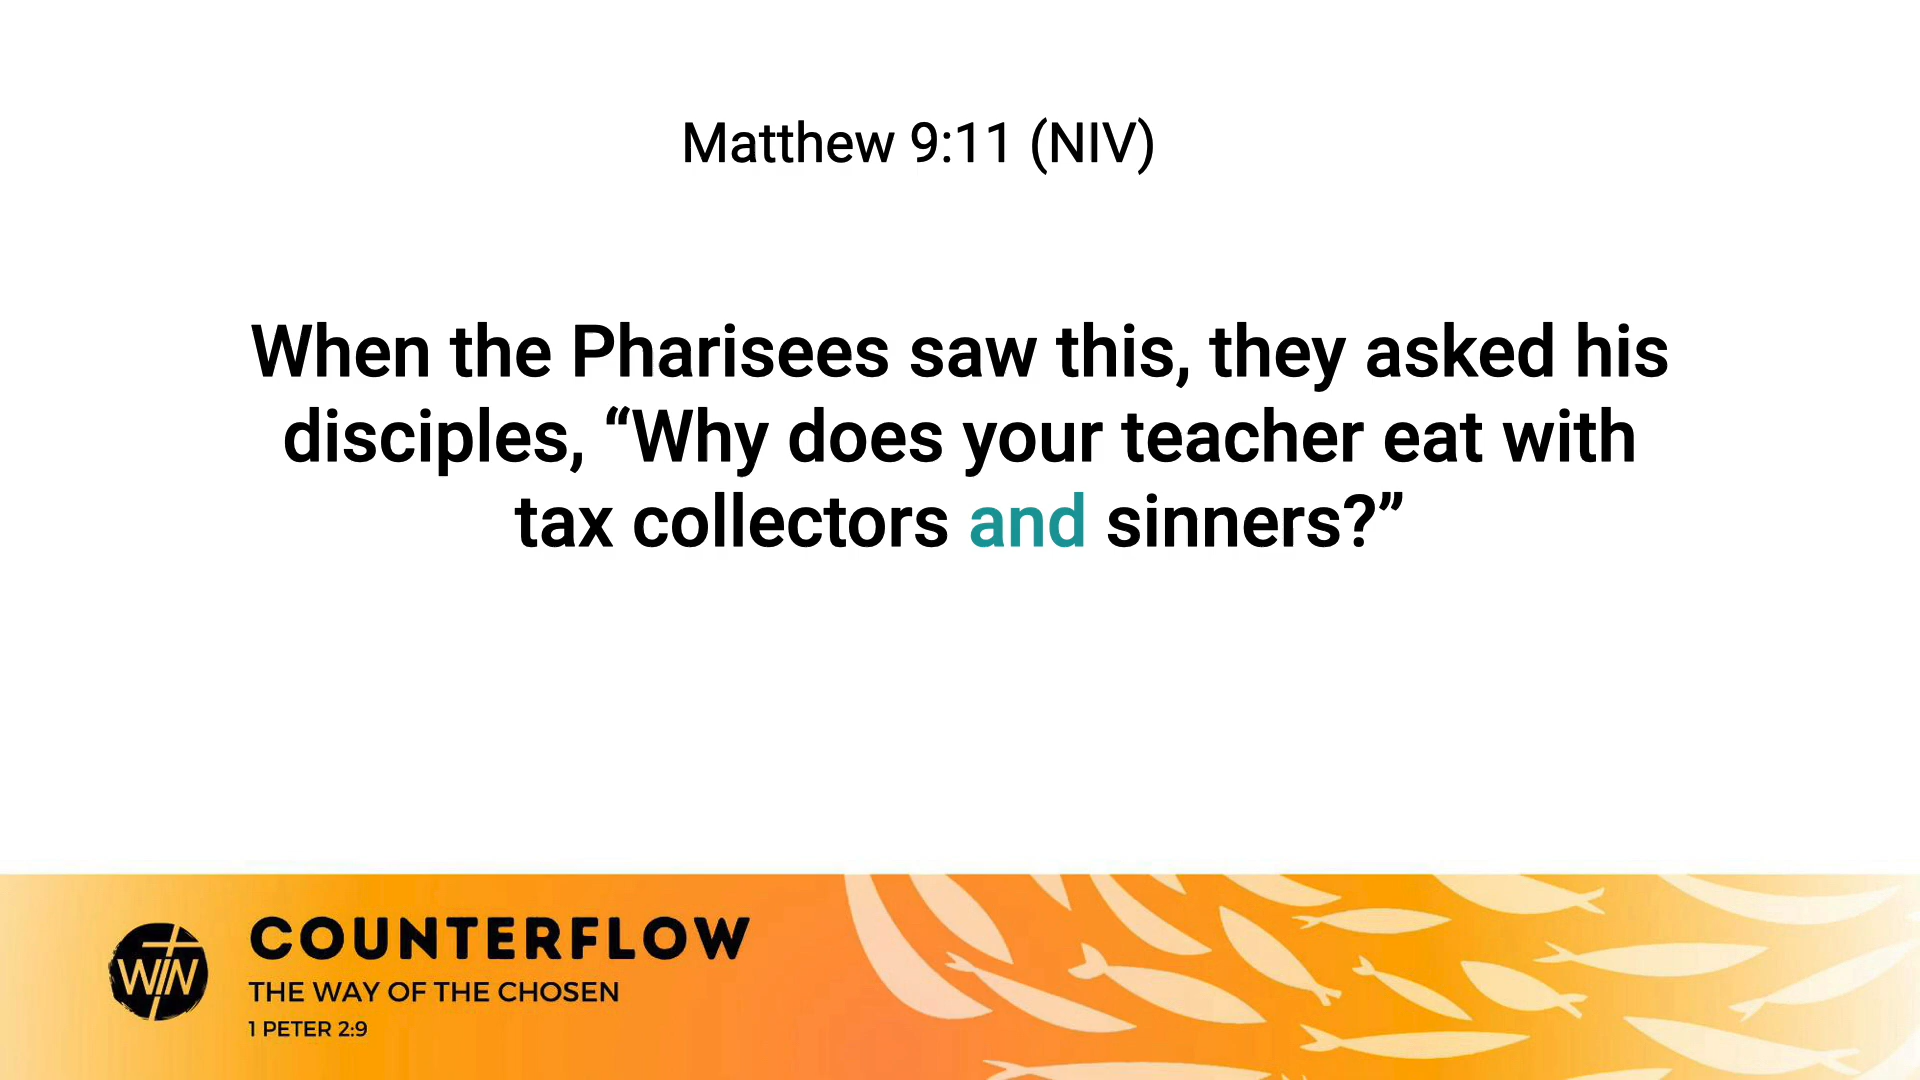 Matthew 9:11 (NIV)
When the Pharisees saw this, they asked his
disciples, “Why does your teacher eat with
tax collectors and sinners?”
WIN
COUNTERFLOW
THE WAY OF THE CHOSEN
1 PETER 2:9